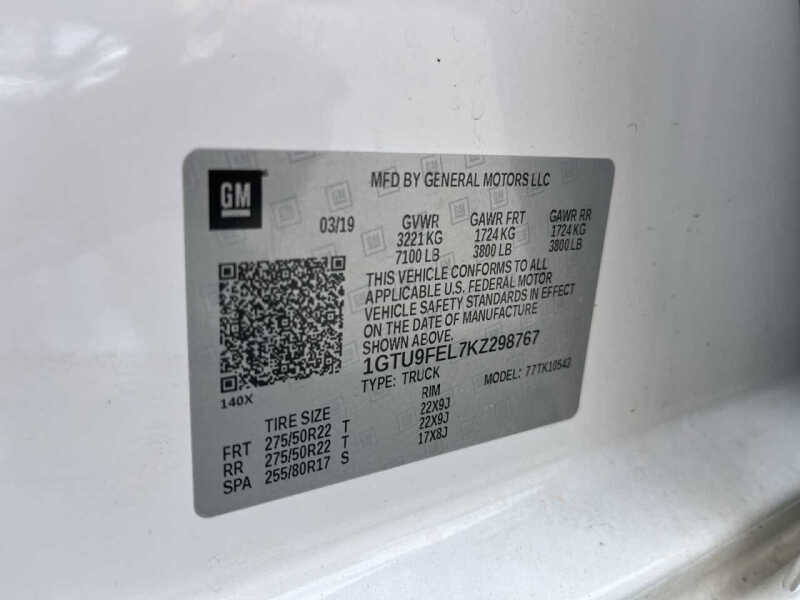 GM
MFD BY GENERAL MOTORS LLC
03/19 GVWR GAWR FRT GAWR RR
3221 KG 1724 KG 1724 KG
7100 LB 3800 LB 3800 LB
THIS VEHICLE CONFORMS TO ALL
APPLICABLE U.S. FEDERAL MOTOR
VEHICLE SAFETY STANDARDS IN EFFECT
ON THE DATE OF MANUFACTURE
SHOWN ABOVE.
1GTU9FEL7KZ298767
TYPE: TRUCK MODEL: 77TK10543
140X
TIRE SIZE RIM
FRT 275/50R22 T 22X9J
RR 275/50R22 T 22X9J
SPA 255/80R17 S 17X8J